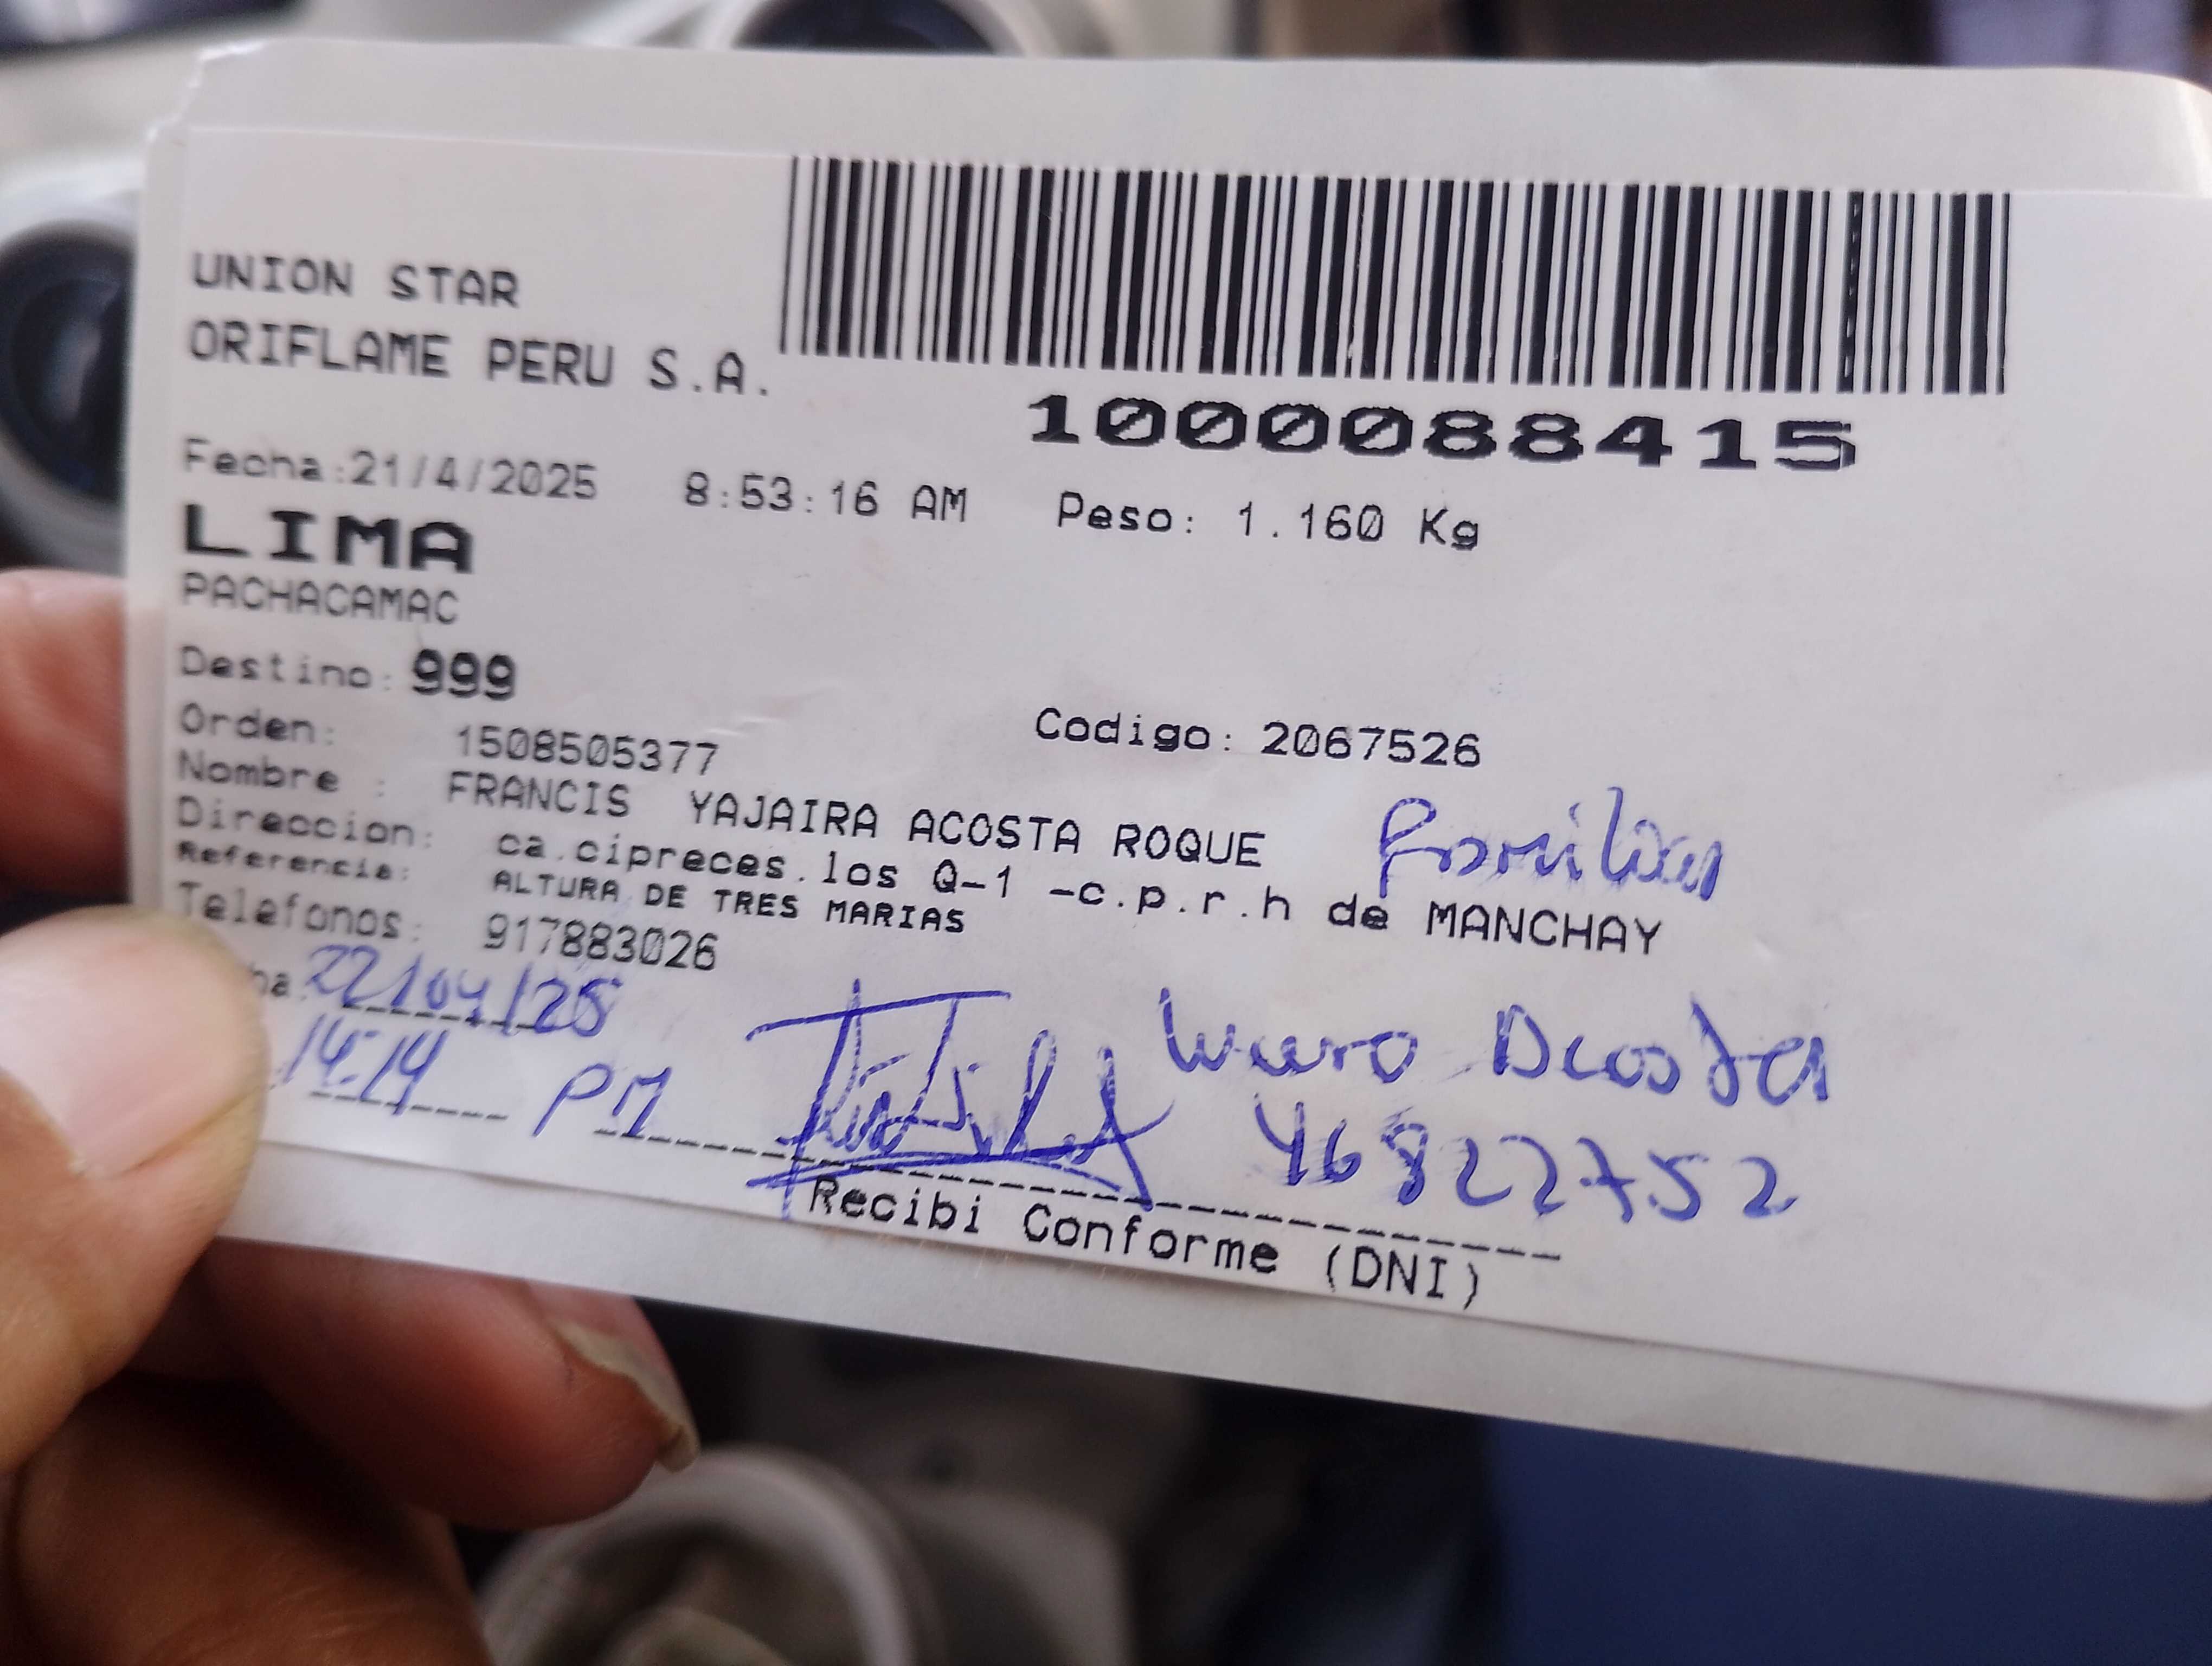 UNION STAR
ORIFLAME PERU S.A.
1000088415
Fecha:21/4/2025 8:53:16 AM Peso: 1.160 Kg
LIMA
PACHACAMAC
Destino: 999
Orden: 1508505377 Codigo: 2067526
Nombre : FRANCIS YAJAIRA ACOSTA ROQUE
Direccion: ca.cipreces.los Q-1 -c.p.r.h de MANCHAY
Referencia: ALTURA DE TRES MARIAS
Telefonos: 917883026
22/04/25
14:14 PM
Acosta
46822752
Recibi Conforme (DNI)